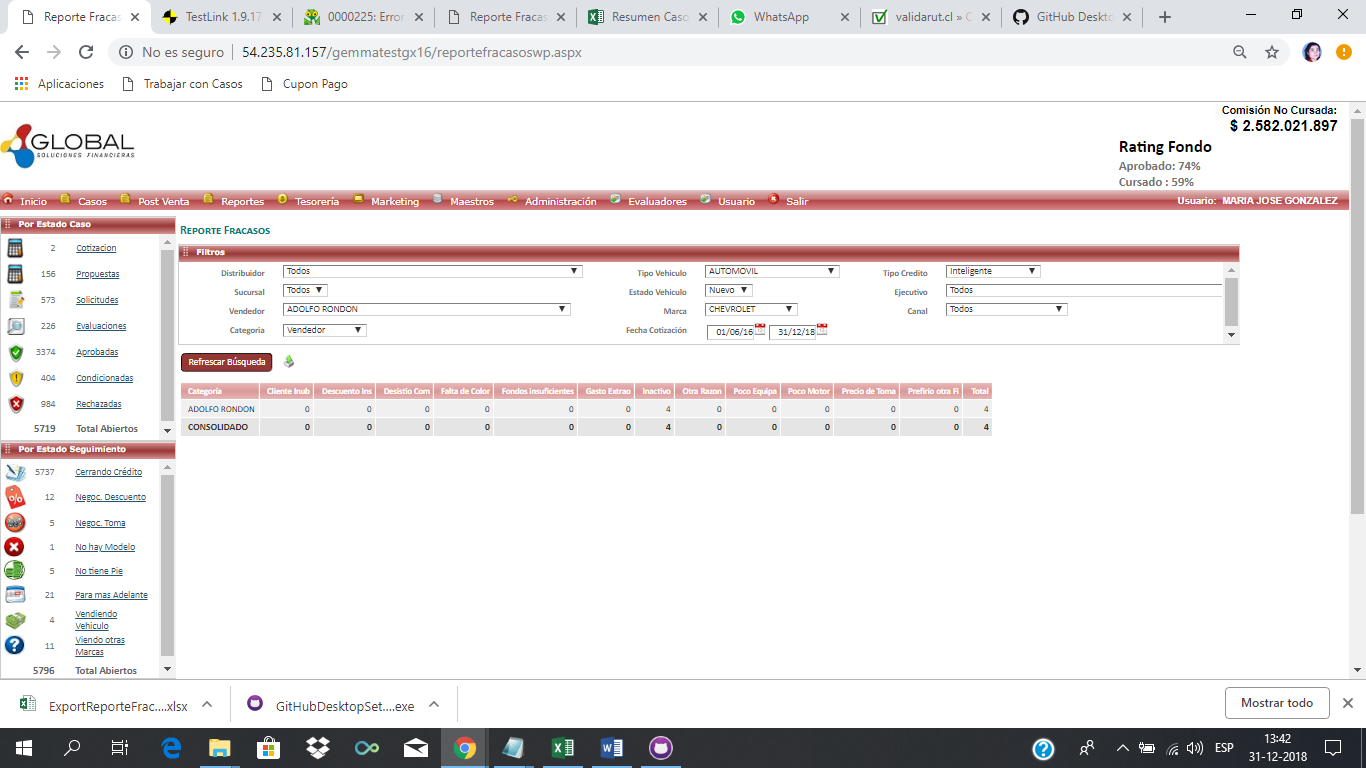 Reporte Fracas
TestLink 1.9.17
0000225: Error
Reporte Fracas
Resumen Caso
WhatsApp
validarut.cl » C
GitHub Deskto
No es seguro
54.235.81.157/gemmatestgx16/reportefracasoswp.aspx
Aplicaciones
Trabajar con Casos
Cupon Pago
GLOBAL
SOLUCIONES FINANCIERAS
Comisión No Cursada:
$ 2.582.021.897
Rating Fondo
Aprobado: 74%
Cursado : 59%
Inicio Casos Post Venta Reportes Tesorería Marketing Maestros Administración Evaluadores Usuario Salir
Usuario: MARIA JOSE GONZALEZ
Por Estado Caso
2 Cotizacion
156 Propuestas
573 Solicitudes
226 Evaluaciones
3374 Aprobadas
404 Condicionadas
984 Rechazadas
5719 Total Abiertos
Por Estado Seguimiento
5737 Cerrando Crédito
12 Negoc. Descuento
5 Negoc. Toma
1 No hay Modelo
5 No tiene Pie
21 Para mas Adelante
4 Vendiendo Vehiculo
11 Viendo otras Marcas
5796 Total Abiertos
Reporte Fracasos
Filtros
Distribuidor Todos Tipo Vehiculo AUTOMOVIL Tipo Credito Inteligente
Sucursal Todos Estado Vehiculo Nuevo Ejecutivo Todos
Vendedor ADOLFO RONDON Marca CHEVROLET Canal Todos
Categoria Vendedor Fecha Cotización 01/06/16 31/12/18
Refrescar Búsqueda
Categoría Cliente Inub Descuento Ins Desistio Com Falta de Color Fondos insuficientes Gasto Extrao Inactivo Otra Razon Poco Equipa Poco Motor Precio de Toma Prefirio otra Fi Total
ADOLFO RONDON 0 0 0 0 0 0 4 0 0 0 0 0 4
CONSOLIDADO 0 0 0 0 0 0 4 0 0 0 0 0 4
ExportReporteFrac....xlsx
GitHubDesktopSet....exe
Mostrar todo
ESP
13:42
31-12-2018